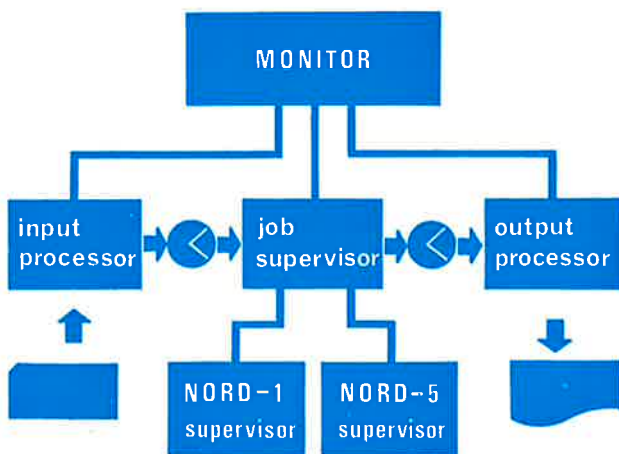 MONITOR
input
processor
job
supervisor
output
processor
NORD-1
supervisor
NORD-5
supervisor